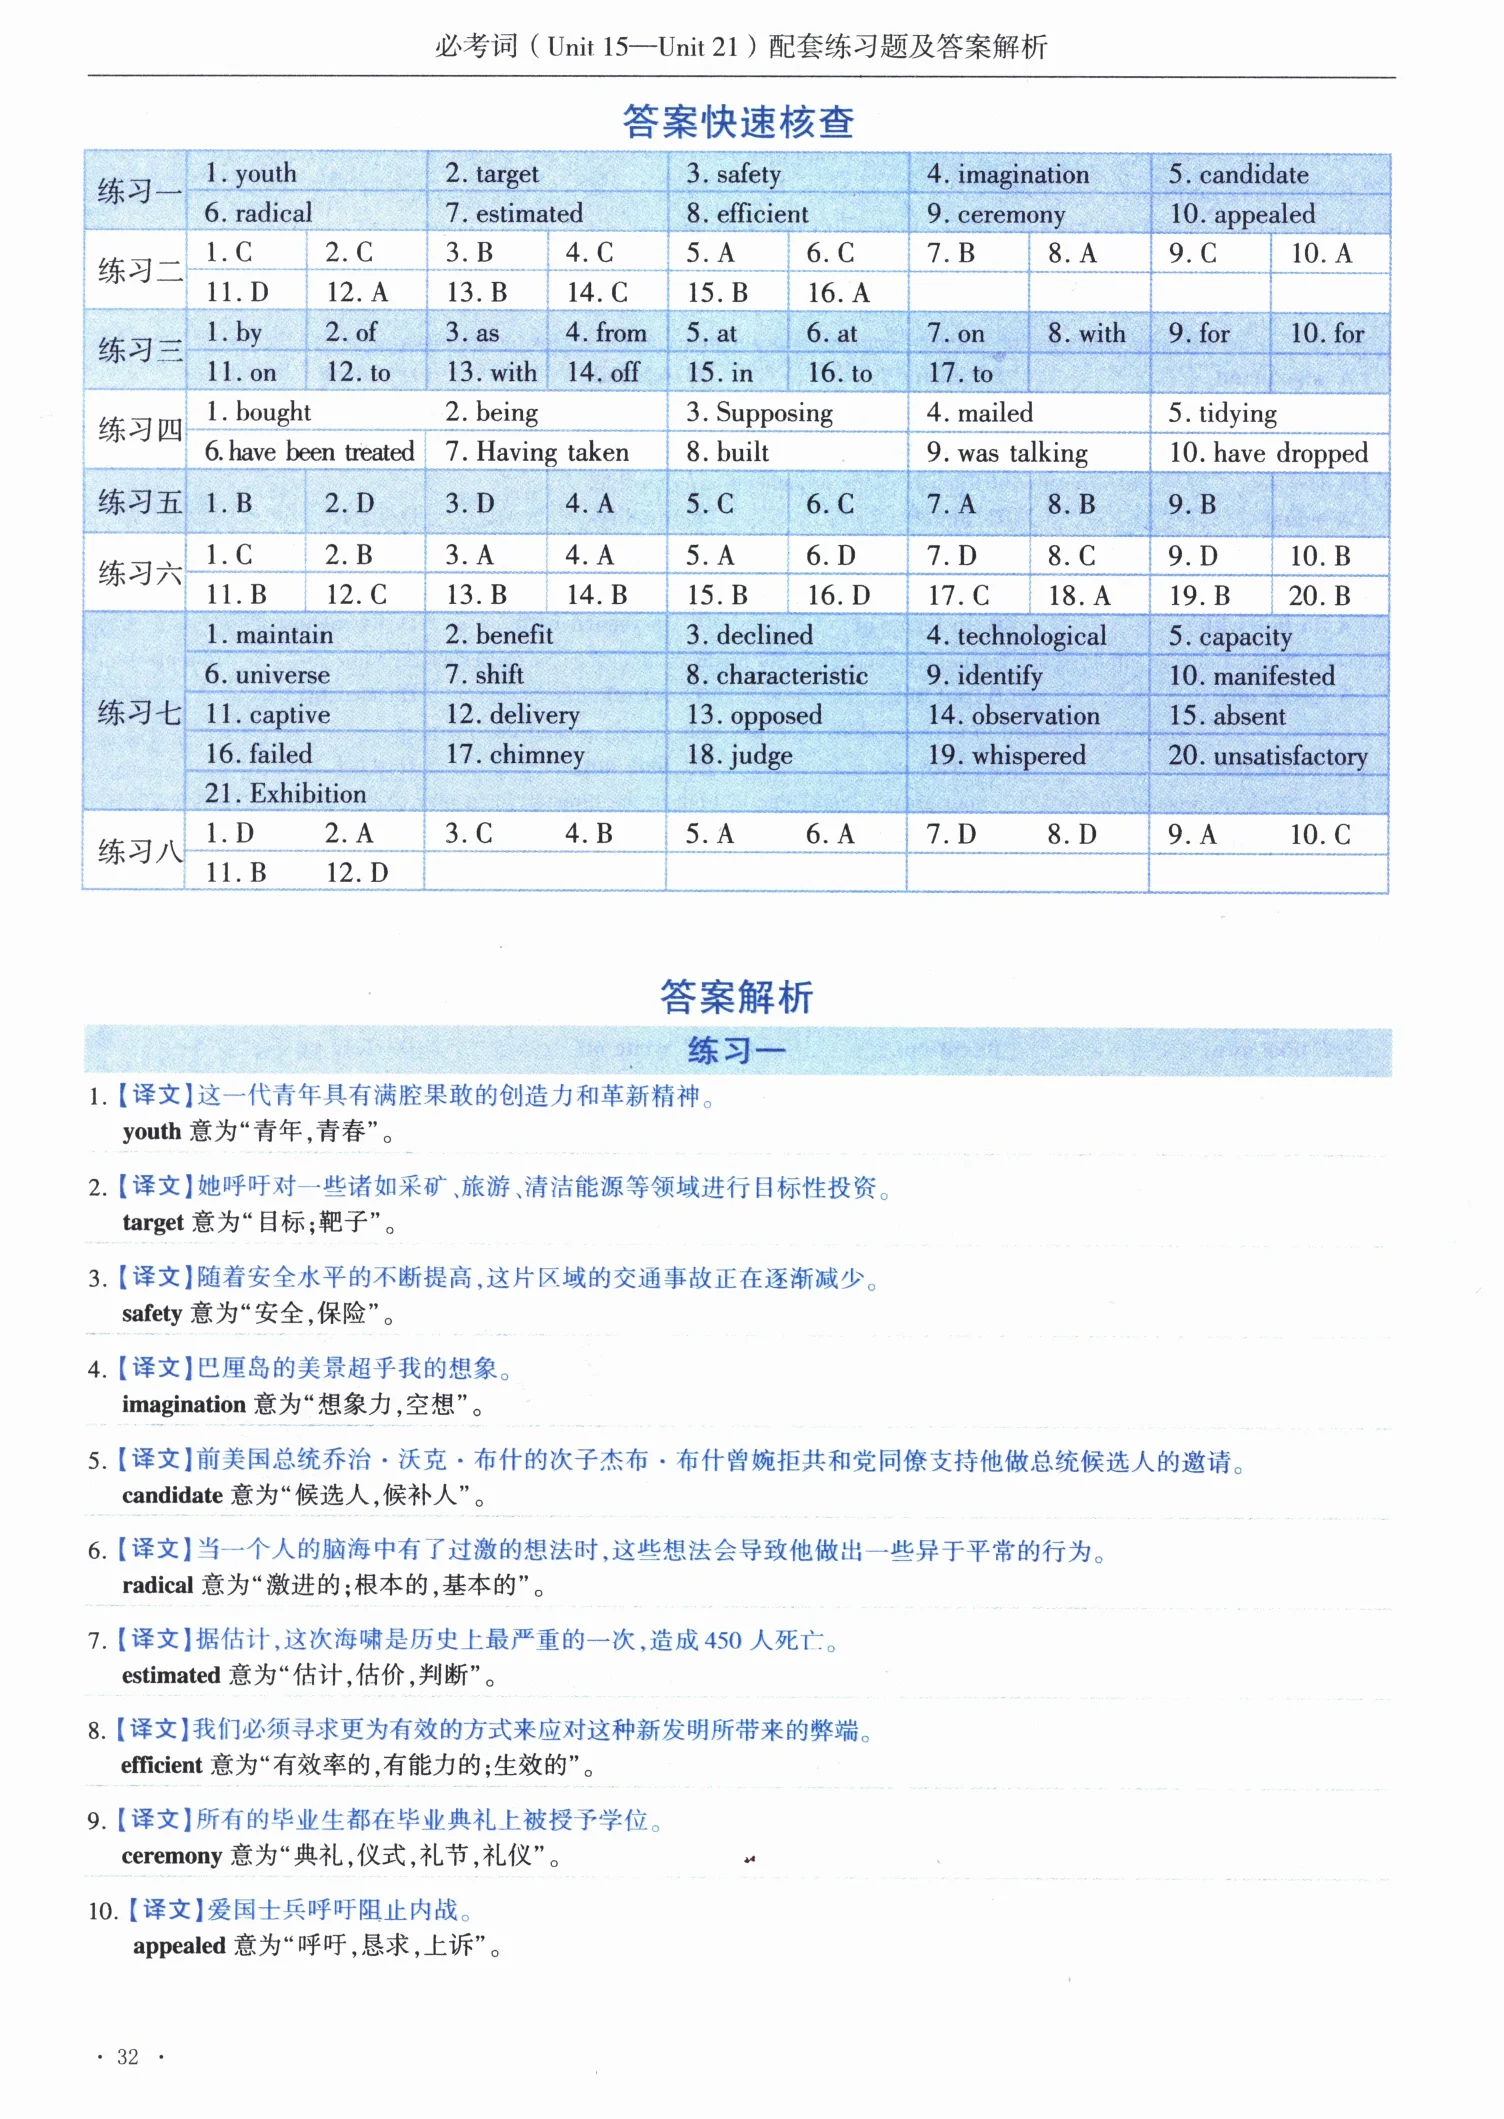 必考词（Unit 15—Unit 21）配套练习题及答案解析
答案快速核查
练习一
1. youth 2. target 3. safety 4. imagination 5. candidate
6. radical 7. estimated 8. efficient 9. ceremony 10. appealed
练习二
1. C 2. C 3. B 4. C 5. A 6. C 7. B 8. A 9. C 10. A
11. D 12. A 13. B 14. C 15. B 16. A
练习三
1. by 2. of 3. as 4. from 5. at 6. at 7. on 8. with 9. for 10. for
11. on 12. to 13. with 14. off 15. in 16. to 17. to
练习四
1. bought 2. being 3. Supposing 4. mailed 5. tidying
6. have been treated 7. Having taken 8. built 9. was talking 10. have dropped
练习五 1. B 2. D 3. D 4. A 5. C 6. C 7. A 8. B 9. B
练习六
1. C 2. B 3. A 4. A 5. A 6. D 7. D 8. C 9. D 10. B
11. B 12. C 13. B 14. B 15. B 16. D 17. C 18. A 19. B 20. B
练习七
1. maintain 2. benefit 3. declined 4. technological 5. capacity
6. universe 7. shift 8. characteristic 9. identify 10. manifested
11. captive 12. delivery 13. opposed 14. observation 15. absent
16. failed 17. chimney 18. judge 19. whispered 20. unsatisfactory
21. Exhibition
练习八
1. D 2. A 3. C 4. B 5. A 6. A 7. D 8. D 9. A 10. C
11. B 12. D
答案解析
练习一
1.【译文】这一代青年具有满腔果敢的创造力和革新精神。
youth 意为“青年,青春”。
2.【译文】她呼吁对一些诸如采矿、旅游、清洁能源等领域进行目标性投资。
target 意为“目标;靶子”。
3.【译文】随着安全水平的不断提高,这片区域的交通事故正在逐渐减少。
safety 意为“安全,保险”。
4.【译文】巴厘岛的美景超乎我的想象。
imagination 意为“想象力,空想”。
5.【译文】前美国总统乔治·沃克·布什的次子杰布·布什曾婉拒共和党同僚支持他做总统候选人的邀请。
candidate 意为“候选人,候补人”。
6.【译文】当一个人的脑海中有了过激的想法时,这些想法会导致他做出一些异于平常的行为。
radical 意为“激进的;根本的,基本的”。
7.【译文】据估计,这次海啸是历史上最严重的一次,造成 450 人死亡。
estimated 意为“估计,估价,判断”。
8.【译文】我们必须寻求更为有效的方式来应对这种新发明所带来的弊端。
efficient 意为“有效率的,有能力的;生效的”。
9.【译文】所有的毕业生都在毕业典礼上被授予学位。
ceremony 意为“典礼,仪式,礼节,礼仪”。
10.【译文】爱国士兵呼吁阻止内战。
appealed 意为“呼吁,恳求,上诉”。
· 32 ·